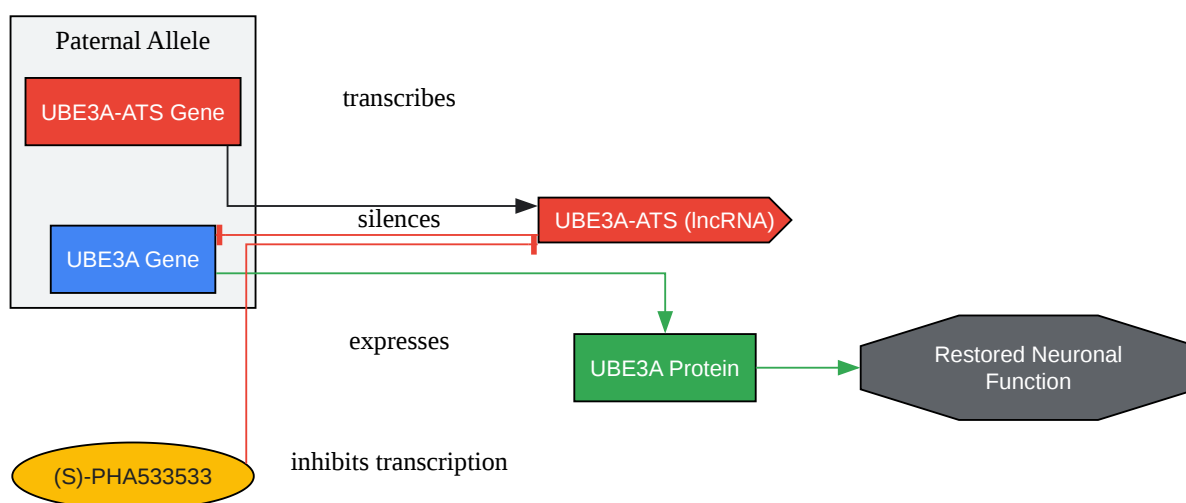 Paternal Allele
UBE3A-ATS Gene
transcribes
silences
UBE3A-ATS (lncRNA)
UBE3A Gene
expresses
UBE3A Protein
Restored Neuronal
Function
(S)-PHA533533
inhibits transcription